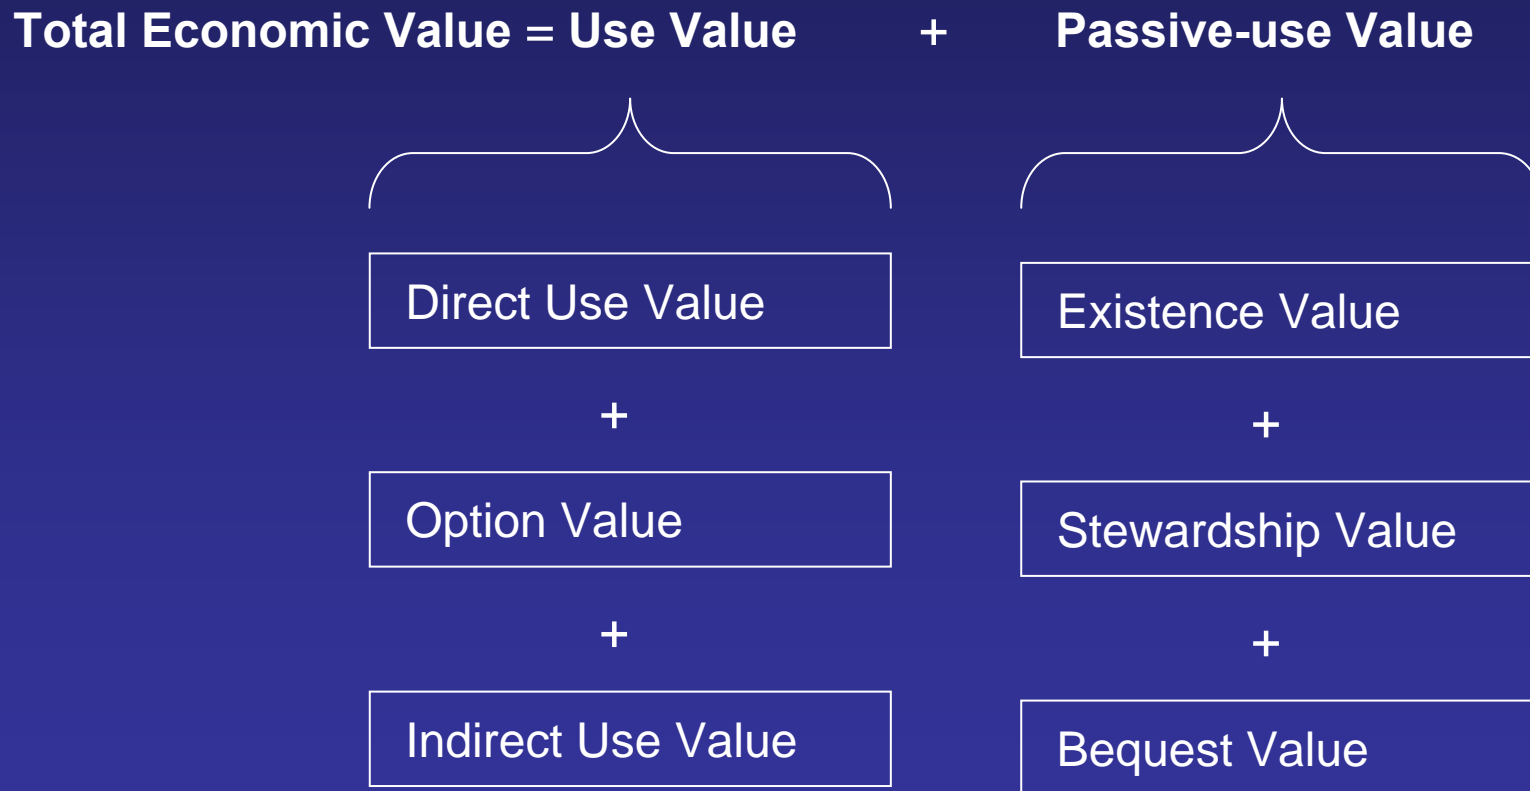 Total Economic Value = Use Value + Passive-use Value
Direct Use Value
+
Option Value
+
Indirect Use Value
Existence Value
+
Stewardship Value
+
Bequest Value